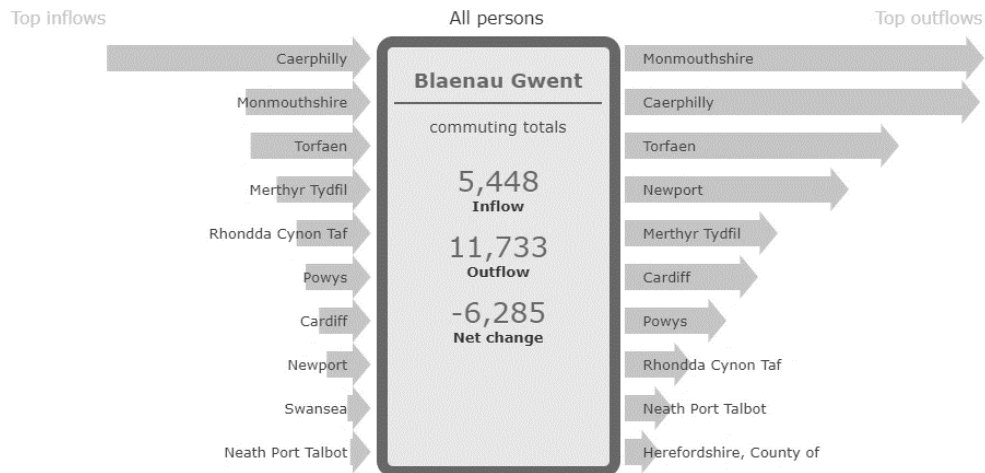 Top inflows
All persons
Top outflows
Caerphilly
Monmouthshire
Torfaen
Merthyr Tydfil
Rhondda Cynon Taf
Powys
Cardiff
Newport
Swansea
Neath Port Talbot
Blaenau Gwent
commuting totals
5,448
Inflow
11,733
Outflow
-6,285
Net change
Monmouthshire
Caerphilly
Torfaen
Newport
Merthyr Tydfil
Cardiff
Powys
Rhondda Cynon Taf
Neath Port Talbot
Herefordshire, County of